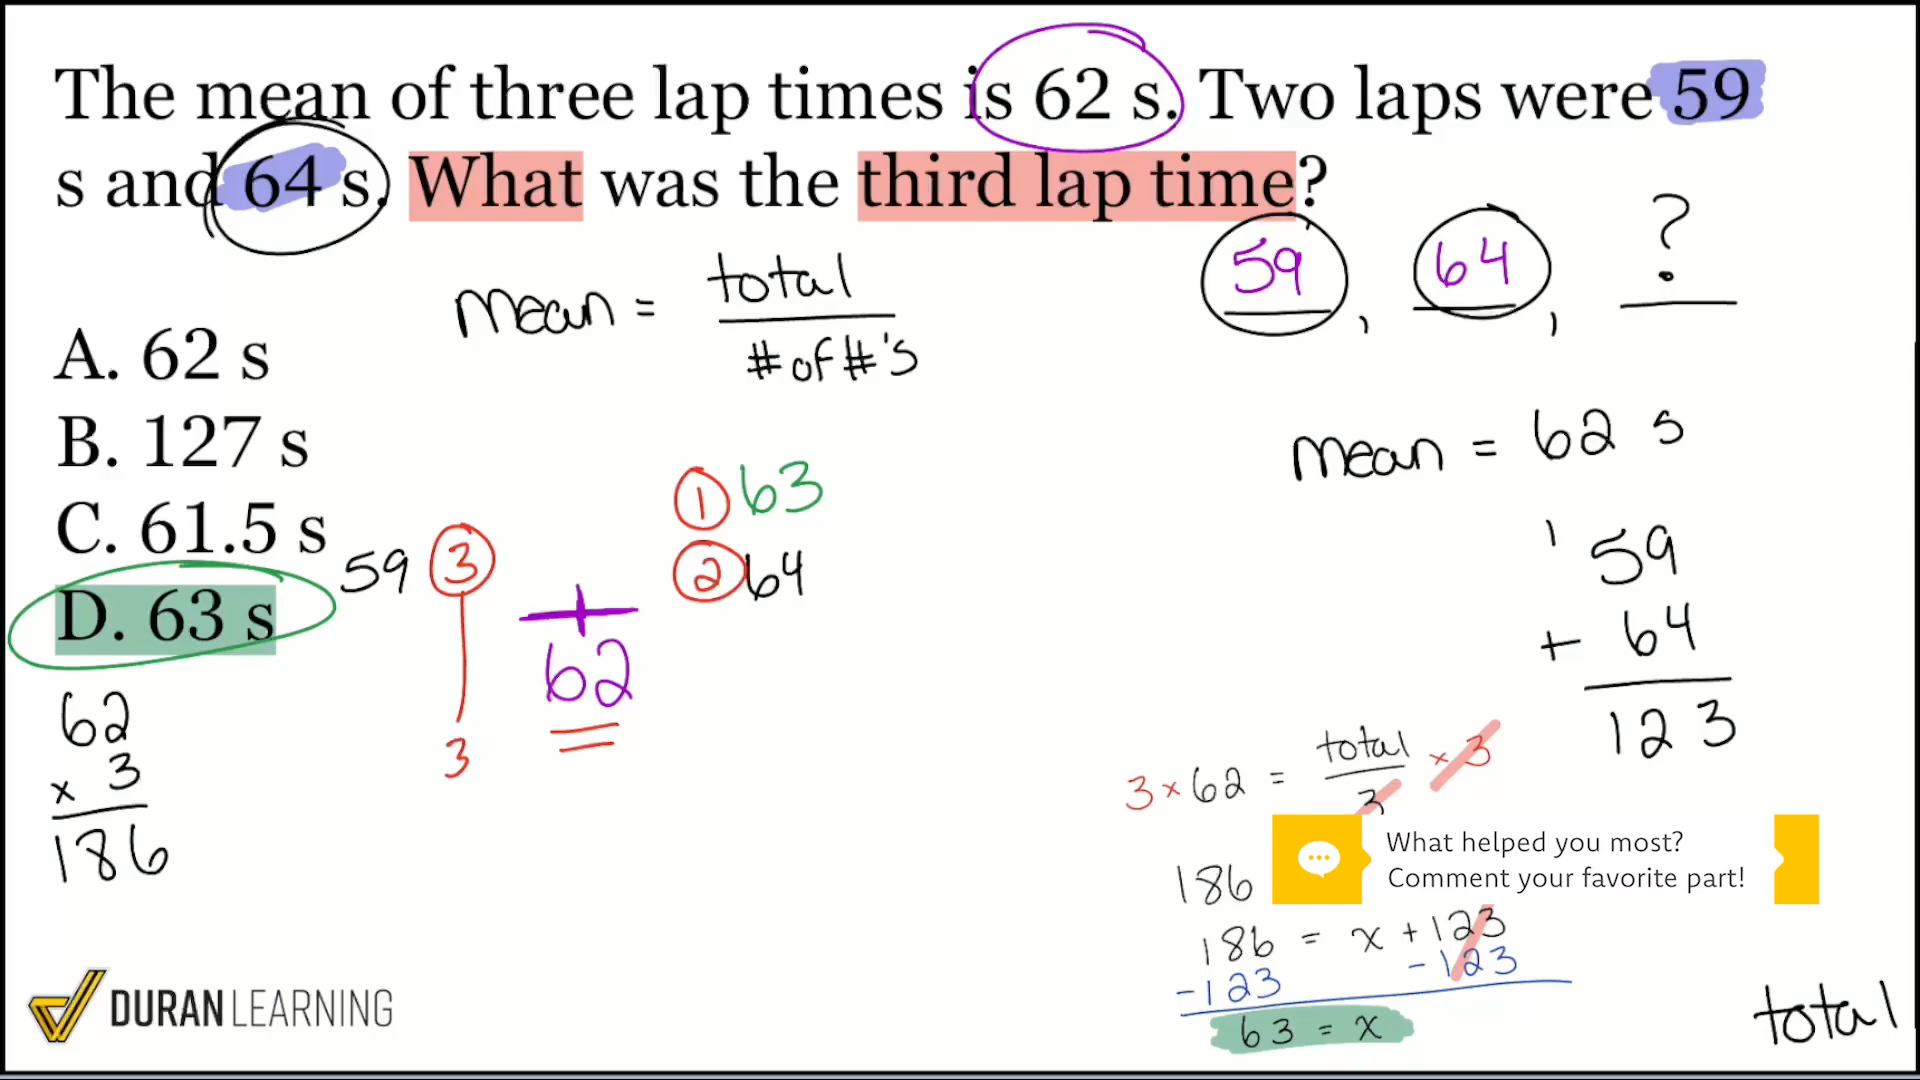 The mean of three lap times is 62 s. Two laps were 59
s and 64 s. What was the third lap time?
59, 64, ?
mean = total
# of #'s
A. 62 s
B. 127 s
C. 61.5 s
D. 63 s
mean = 62 s
1 63
2 64
59 3
62
3
1
59
+ 64
123
62
x 3
186
3 x 62 = total x 3
3
What helped you most?
Comment your favorite part!
186
186 = x + 123
-123 -123
63 = x
total
DURAN LEARNING